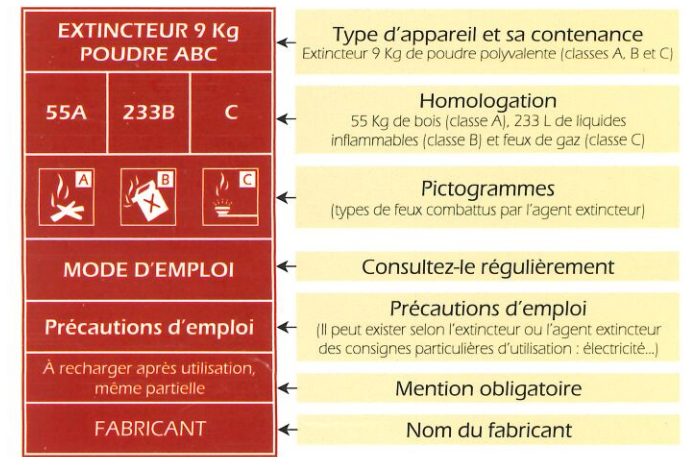 EXTINCTEUR 9 Kg
POUDRE ABC
Type d'appareil et sa contenance
Extincteur 9 Kg de poudre polyvalente (classes A, B et C)
55A
233B
C
Homologation
55 Kg de bois (classe A), 233 L de liquides
inflammables (classe B) et feux de gaz (classe C)
A
B
C
Pictogrammes
(types de feux combattus par l'agent extincteur)
MODE D'EMPLOI
Consultez-le régulièrement
Précautions d'emploi
Précautions d'emploi
(Il peut exister selon l'extincteur ou l'agent extincteur
des consignes particulières d'utilisation : électricité...)
À recharger après utilisation,
même partielle
Mention obligatoire
FABRICANT
Nom du fabricant